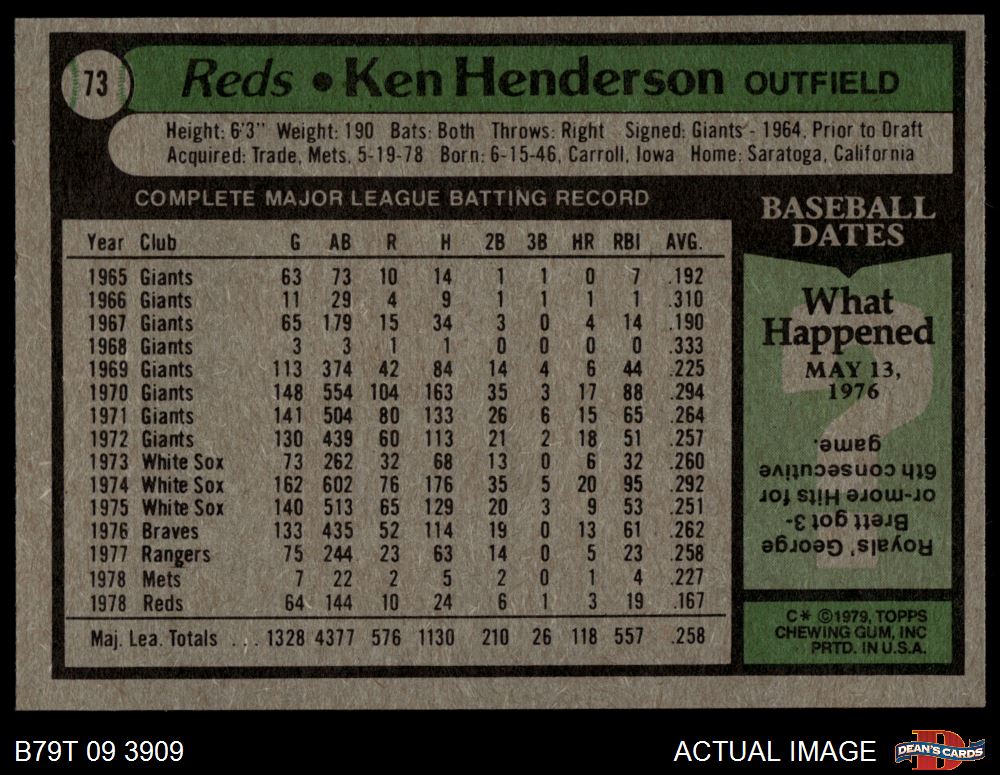 73
Reds • Ken Henderson OUTFIELD
Height: 6'3" Weight: 190 Bats: Both Throws: Right Signed: Giants - 1964, Prior to Draft
Acquired: Trade, Mets, 5-19-78 Born: 6-15-46, Carroll, Iowa Home: Saratoga, California
COMPLETE MAJOR LEAGUE BATTING RECORD
Year Club G AB R H 2B 3B HR RBI AVG.
1965 Giants 63 73 10 14 1 1 0 7 .192
1966 Giants 11 29 4 9 1 1 1 1 .310
1967 Giants 65 179 15 34 3 0 4 14 .190
1968 Giants 3 3 1 1 0 0 0 0 .333
1969 Giants 113 374 42 84 14 4 6 44 .225
1970 Giants 148 554 104 163 35 3 17 88 .294
1971 Giants 141 504 80 133 26 6 15 65 .264
1972 Giants 130 439 60 113 21 2 18 51 .257
1973 White Sox 73 262 32 68 13 0 6 32 .260
1974 White Sox 162 602 76 176 35 5 20 95 .292
1975 White Sox 140 513 65 129 20 3 9 53 .251
1976 Braves 133 435 52 114 19 0 13 61 .262
1977 Rangers 75 244 23 63 14 0 5 23 .258
1978 Mets 7 22 2 5 2 0 1 4 .227
1978 Reds 64 144 10 24 6 1 3 19 .167
Maj. Lea. Totals ... 1328 4377 576 1130 210 26 118 557 .258
BASEBALL
DATES
What
Happened
MAY 13,
1976
Royals' George
Brett got 3-
or-more Hits for
6th consecutive
game.
C* ©1979, TOPPS
CHEWING GUM, INC
PRTD. IN U.S.A.
B79T 09 3909
ACTUAL IMAGE
DEAN'S CARDS